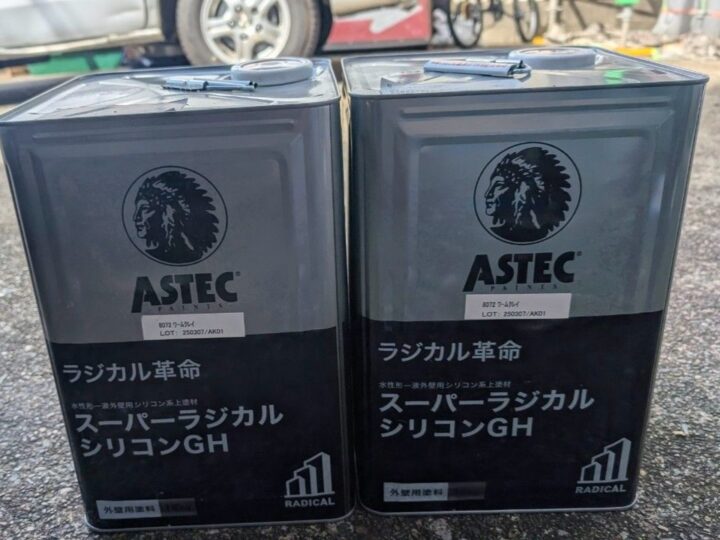 ASTEC
PAINTS
8072 ワームグレイ
LOT: 250307/AK01
ラジカル革命
水性形一液外壁用シリコン系上塗材
スーパーラジカル
シリコンGH
外壁用塗料
RADICAL
ASTEC
PAINTS
8072 ワームグレイ
LOT: 250307/AK01
ラジカル革命
水性形一液外壁用シリコン系上塗材
スーパーラジカル
シリコンGH
外壁用塗料
RADICAL